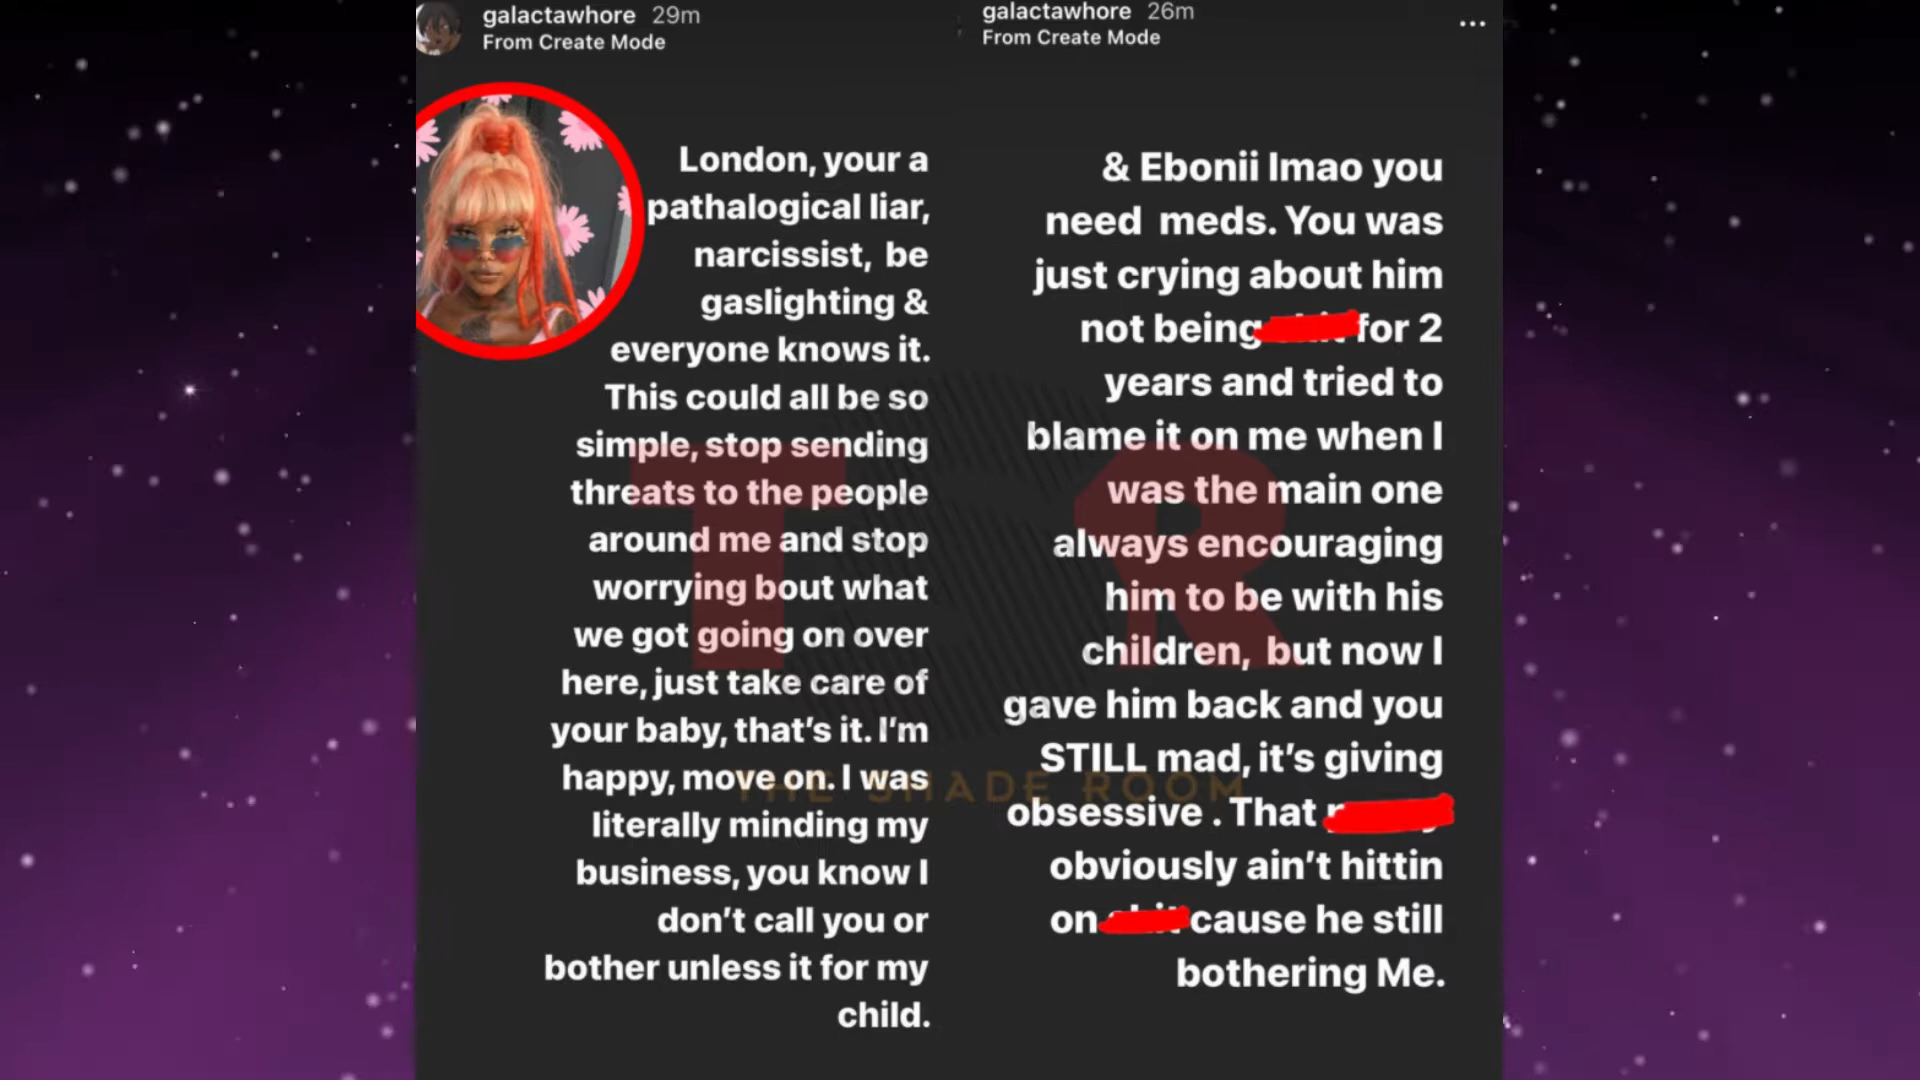 galactawhore 29m
From Create Mode
London, your a
pathalogical liar,
narcissist, be
gaslighting &
everyone knows it.
This could all be so
simple, stop sending
threats to the people
around me and stop
worrying bout what
we got going on over
here, just take care of
your baby, that's it. I'm
happy, move on. I was
literally minding my
business, you know I
don't call you or
bother unless it for my
child.
galactawhore 26m
From Create Mode
& Ebonii lmao you
need meds. You was
just crying about him
not being for 2
years and tried to
blame it on me when I
was the main one
always encouraging
him to be with his
children, but now I
gave him back and you
STILL mad, it's giving
obsessive . That
obviously ain't hittin
on cause he still
bothering Me.
TSR
THE SHADE ROOM